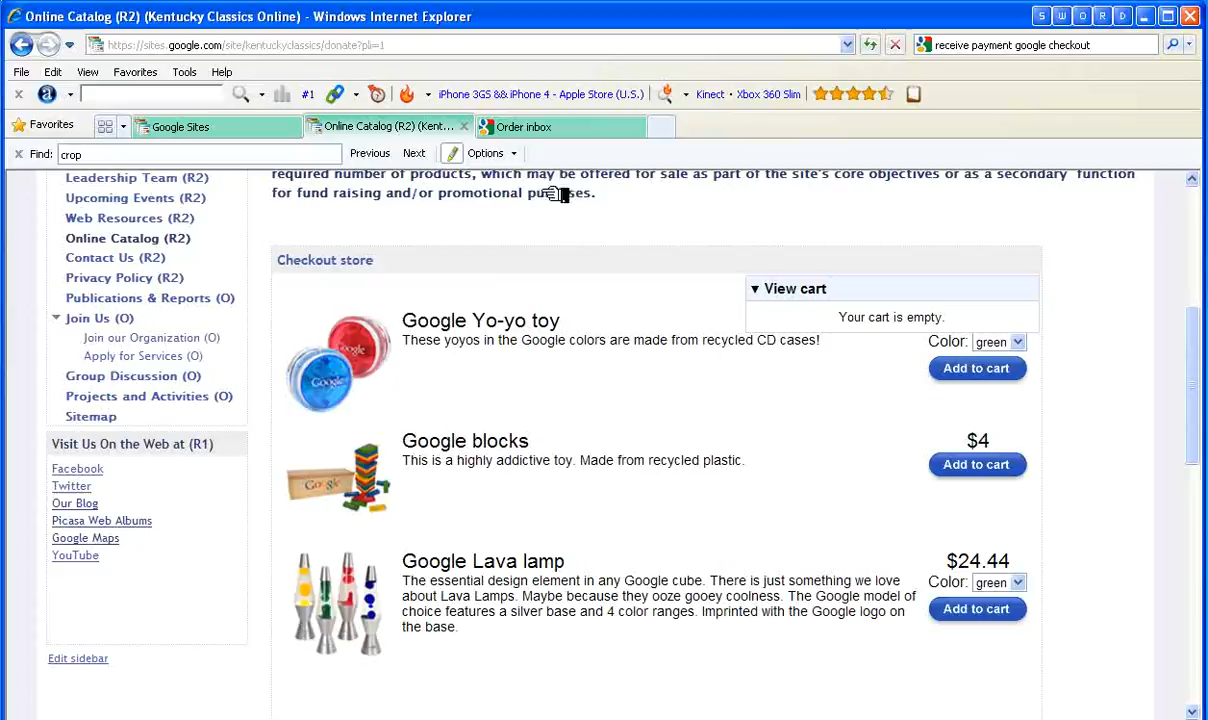 Online Catalog (R2) (Kentucky Classics Online) - Windows Internet Explorer
S W O R D
https://sites.google.com/site/kentuckyclassics/donate?pli=1
receive payment google checkout
File Edit View Favorites Tools Help
a #1 iPhone 3GS && iPhone 4 - Apple Store (U.S.) Kinect · Xbox 360 Slim
Favorites Google Sites Online Catalog (R2) (Kent... Order inbox
Find: crop Previous Next Options
required number of products, which may be offered for sale as part of the site's core objectives or as a secondary function
for fund raising and/or promotional purposes.
Leadership Team (R2)
Upcoming Events (R2)
Web Resources (R2)
Online Catalog (R2)
Contact Us (R2)
Privacy Policy (R2)
Publications & Reports (O)
Join Us (O)
Join our Organization (O)
Apply for Services (O)
Group Discussion (O)
Projects and Activities (O)
Sitemap
Visit Us On the Web at (R1)
Facebook
Twitter
Our Blog
Picasa Web Albums
Google Maps
YouTube
Edit sidebar
Checkout store
View cart
Your cart is empty.
Google Yo-yo toy
These yoyos in the Google colors are made from recycled CD cases!
Color: green
Add to cart
Google
Google blocks
This is a highly addictive toy. Made from recycled plastic.
$4
Add to cart
Google
Google Lava lamp
The essential design element in any Google cube. There is just something we love
about Lava Lamps. Maybe because they ooze gooey coolness. The Google model of
choice features a silver base and 4 color ranges. Imprinted with the Google logo on
the base.
$24.44
Color: green
Add to cart